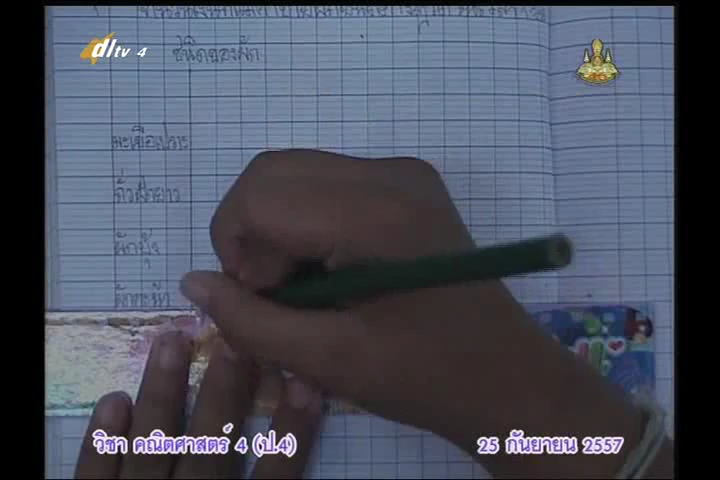 dltv 4
ชนิดของผัก
มะเขือเปราะ
ถั่วฝักยาว
ผักบุ้ง
ผักคะน้า
วิชา คณิตศาสตร์ 4 (ป.4)
25 กันยายน 2557